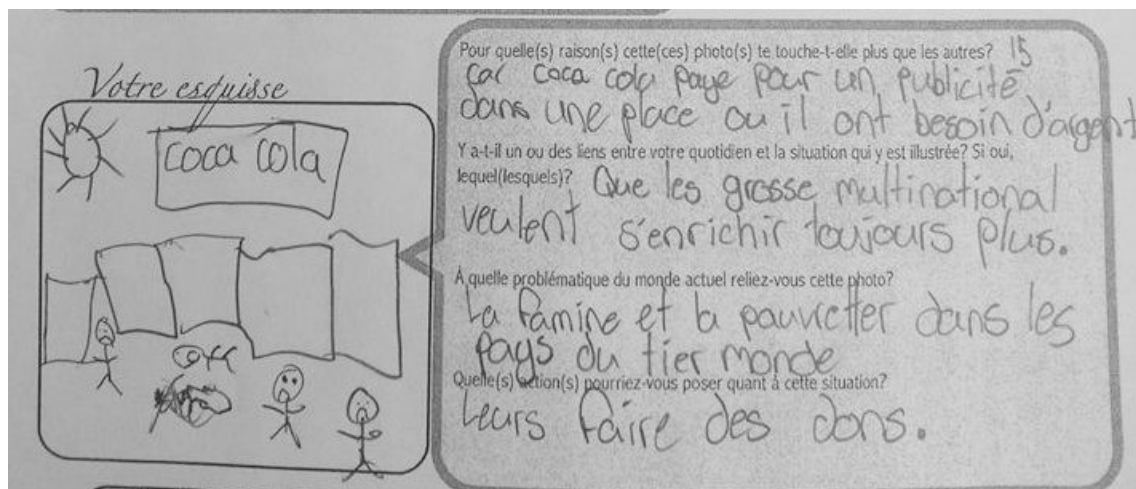 Votre esquisse
coca cola
Pour quelle(s) raison(s) cette(ces) photo(s) te touche-t-elle plus que les autres? 15
car coca cola paye pour un publicité
dans une place ou il ont besoin d'argent
Y a-t-il un ou des liens entre votre quotidien et la situation qui y est illustrée? Si oui,
lequel(lesquels)? Que les grosse multinational
veulent s'enrichir toujours plus.
À quelle problématique du monde actuel reliez-vous cette photo?
La famine et la pauvretter dans les
pays du tier monde
Quelle(s) action(s) pourriez-vous poser quant à cette situation?
Leurs faire des dons.